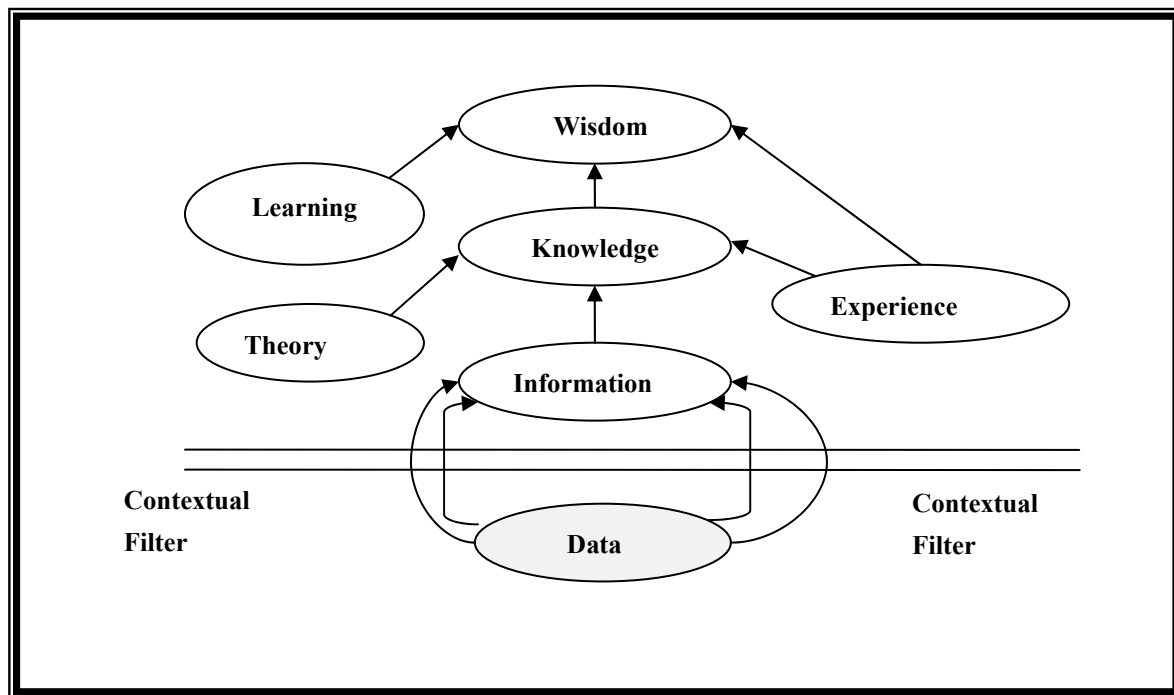 Wisdom
Learning
Knowledge
Experience
Theory
Information
Contextual
Filter
Data
Contextual
Filter